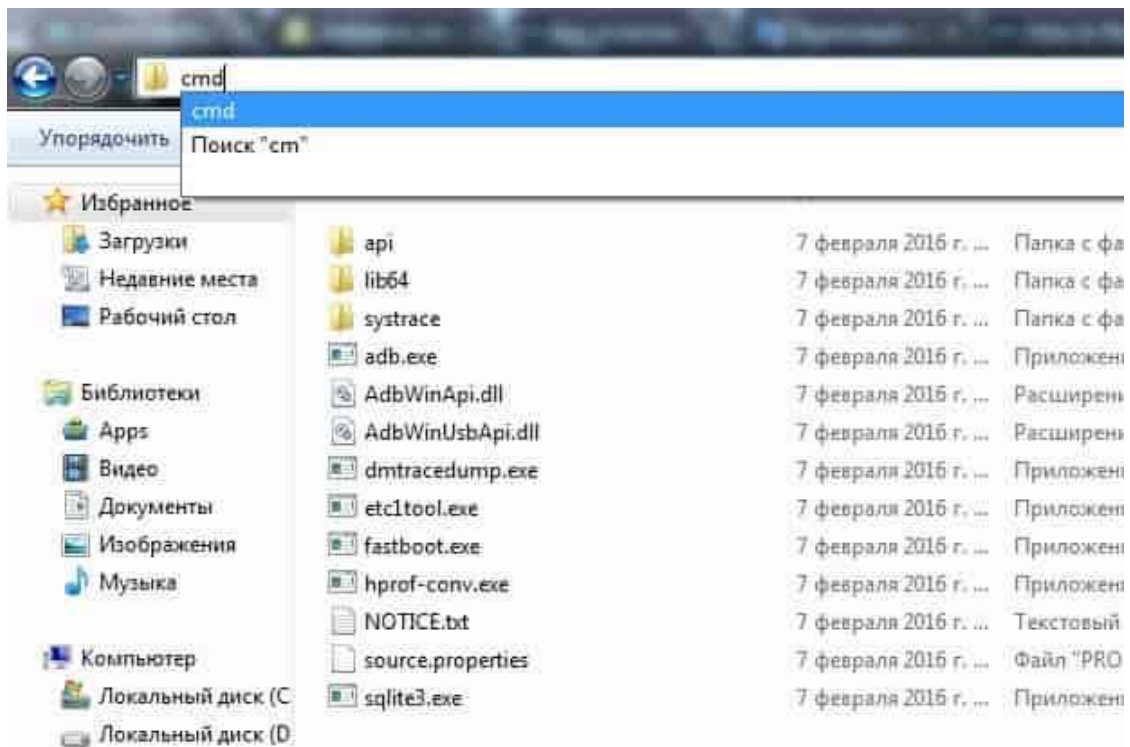 cmd
cmd
Поиск "cm"
Упорядочить
Избранное
Загрузки
Недавние места
Рабочий стол
Библиотеки
Apps
Видео
Документы
Изображения
Музыка
Компьютер
Локальный диск (C
Локальный диск (D
api 7 февраля 2016 г. ... Папка с фа
lib64 7 февраля 2016 г. ... Папка с фа
systrace 7 февраля 2016 г. ... Папка с фа
adb.exe 7 февраля 2016 г. ... Приложени
AdbWinApi.dll 7 февраля 2016 г. ... Расширени
AdbWinUsbApi.dll 7 февраля 2016 г. ... Расширени
dmtracedump.exe 7 февраля 2016 г. ... Приложени
etc1tool.exe 7 февраля 2016 г. ... Приложени
fastboot.exe 7 февраля 2016 г. ... Приложени
hprof-conv.exe 7 февраля 2016 г. ... Приложени
NOTICE.txt 7 февраля 2016 г. ... Текстовый
source.properties 7 февраля 2016 г. ... Файл "PRO
sqlite3.exe 7 февраля 2016 г. ... Приложени